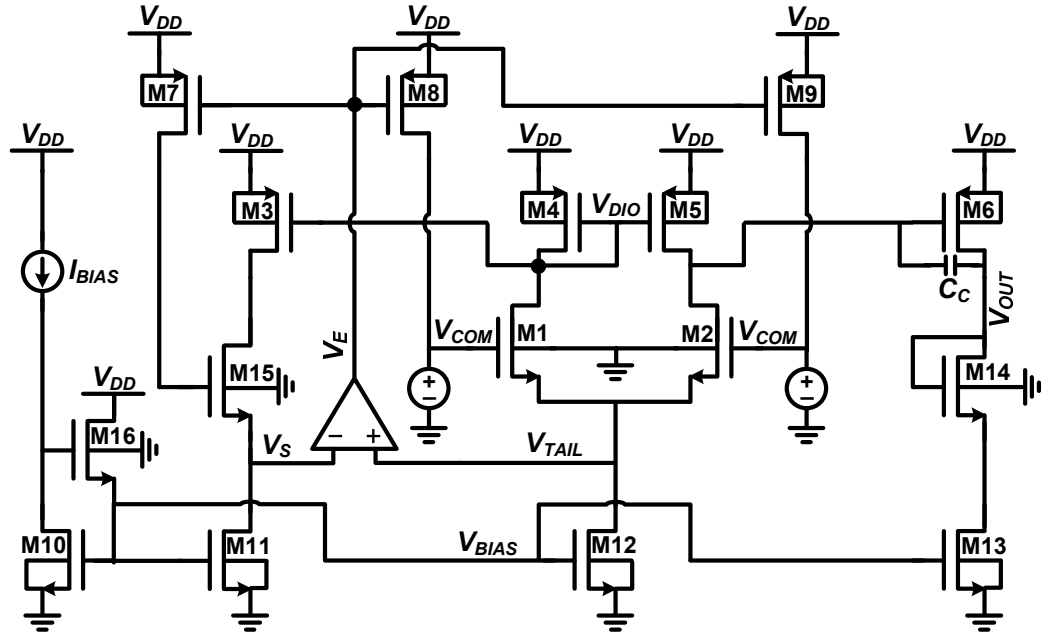 VDD
VDD
VDD
M7
M8
M9
VDD
VDD
VDD
VDD
VDD
M3
M4
VDIO
M5
M6
IBIAS
CC
VOUT
VE
VCOM
M1
M2
VCOM
M15
+
−
+
−
M14
VDD
M16
−
+
VS
VTAIL
M10
M11
VBIAS
M12
M13